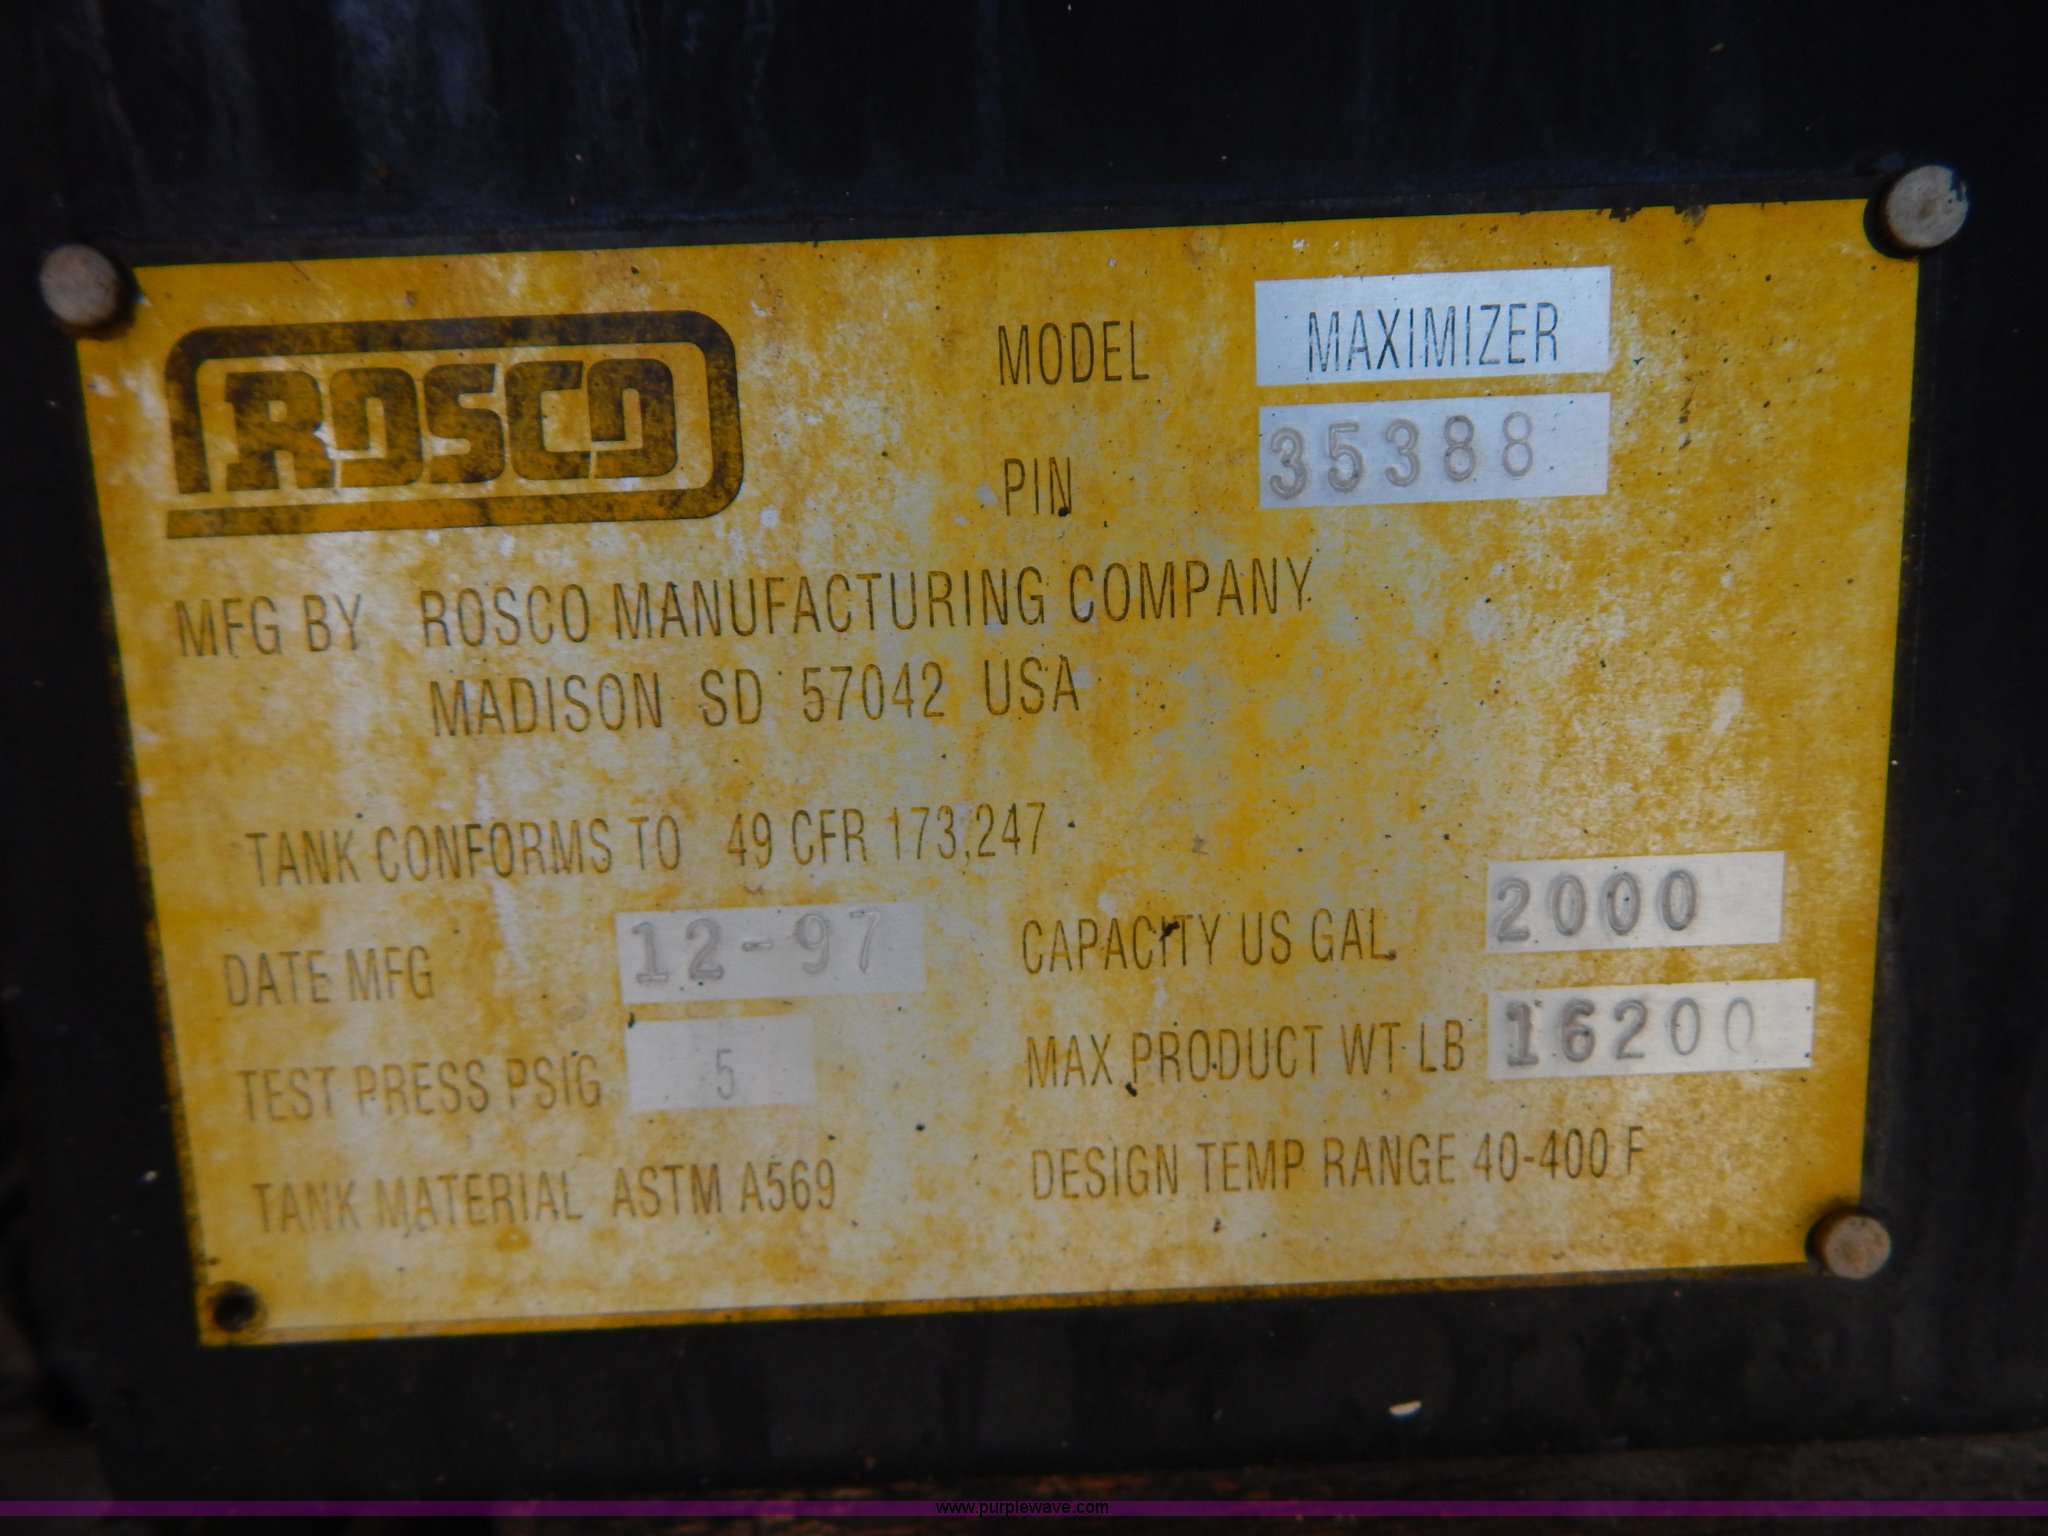 ROSCO
MODEL MAXIMIZER
PIN 35388
MFG BY ROSCO MANUFACTURING COMPANY
MADISON SD 57042 USA
TANK CONFORMS TO 49 CFR 173.247
DATE MFG 12-97
CAPACITY US GAL. 2000
TEST PRESS PSIG 5
MAX PRODUCT WT LB 16200
TANK MATERIAL ASTM A569
DESIGN TEMP RANGE 40-400 F
www.purplewave.com